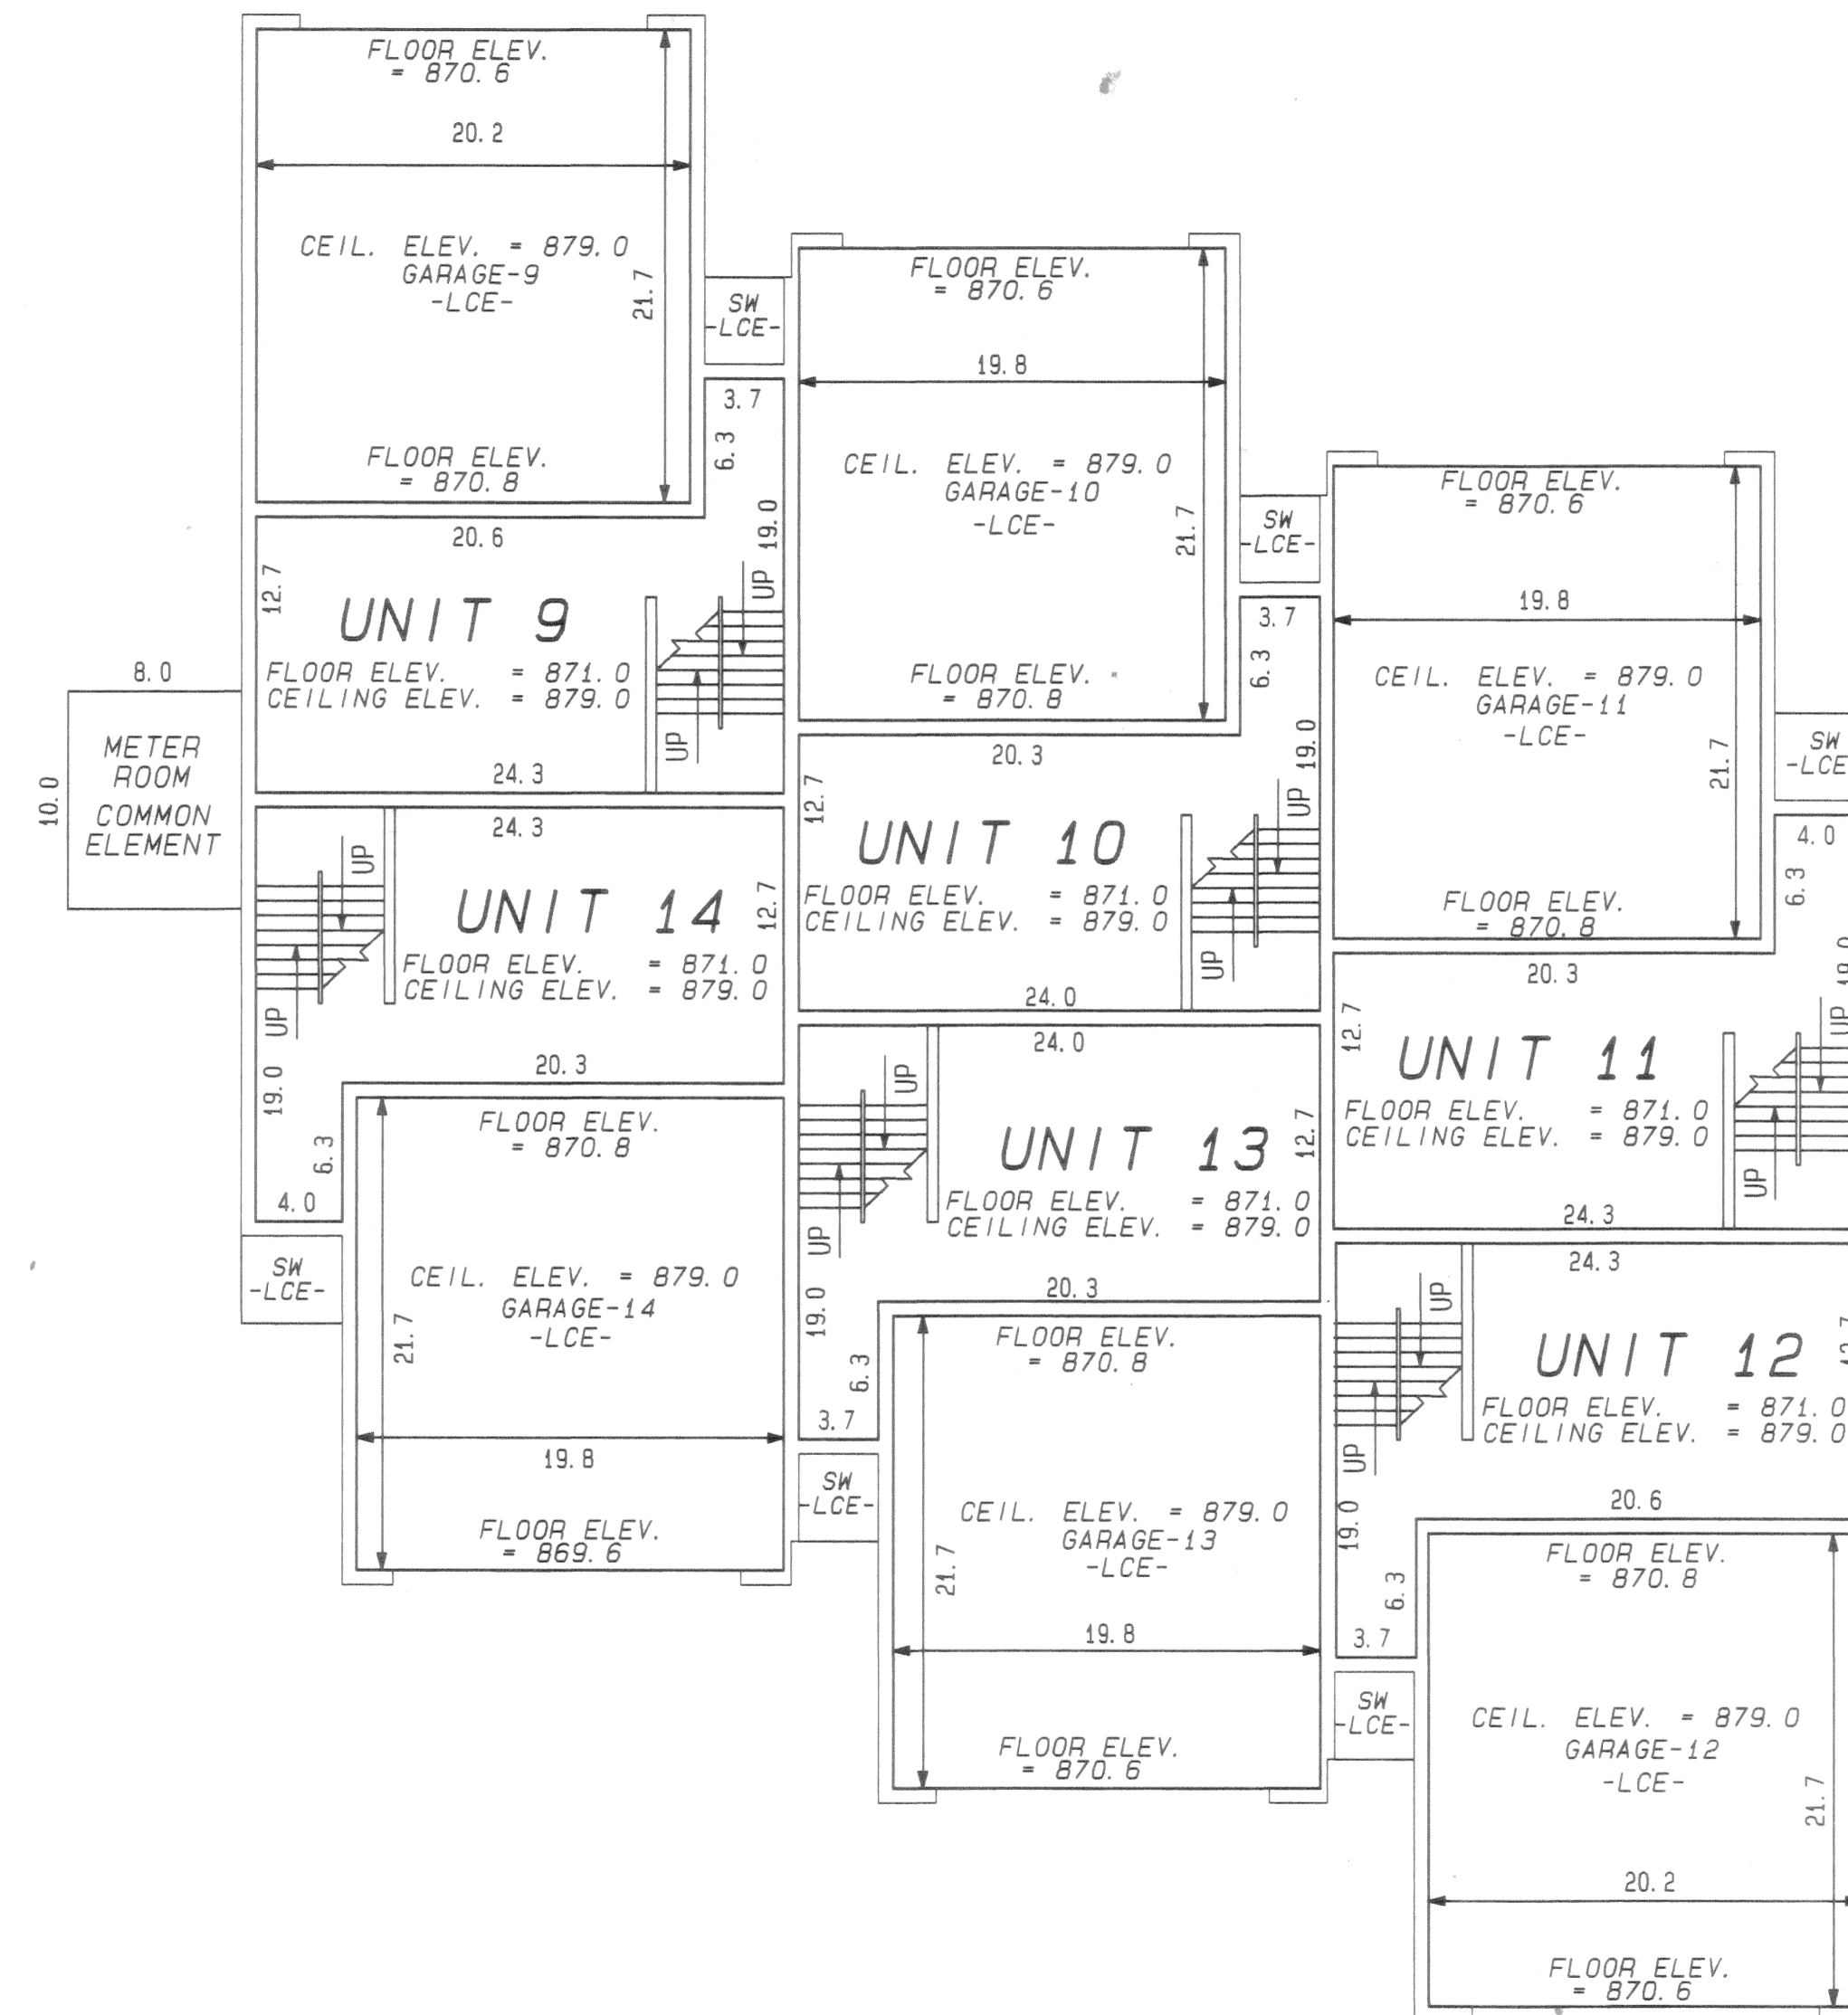 FLOOR ELEV.
= 870.6
20.2
CEIL. ELEV. = 879.0
GARAGE-9
-LCE-
21.7
FLOOR ELEV.
= 870.8
SW
-LCE-
3.7
6.3
19.0
20.6
12.7
UNIT 9
FLOOR ELEV. = 871.0
CEILING ELEV. = 879.0
UP
UP
24.3
8.0
10.0
METER
ROOM
COMMON
ELEMENT
FLOOR ELEV.
= 870.6
19.8
CEIL. ELEV. = 879.0
GARAGE-10
-LCE-
21.7
FLOOR ELEV.
= 870.8
SW
-LCE-
3.7
6.3
19.0
20.3
12.7
UNIT 10
FLOOR ELEV. = 871.0
CEILING ELEV. = 879.0
UP
UP
24.0
FLOOR ELEV.
= 870.6
19.8
CEIL. ELEV. = 879.0
GARAGE-11
-LCE-
21.7
FLOOR ELEV.
= 870.8
SW
-LCE
4.0
6.3
19.0
20.3
12.7
UNIT 11
FLOOR ELEV. = 871.0
CEILING ELEV. = 879.0
UP
UP
24.3
24.3
UP
UP
UNIT 14
12.7
FLOOR ELEV. = 871.0
CEILING ELEV. = 879.0
20.3
19.0
6.3
4.0
SW
-LCE-
FLOOR ELEV.
= 870.8
CEIL. ELEV. = 879.0
GARAGE-14
-LCE-
21.7
19.8
FLOOR ELEV.
= 869.6
24.0
UP
UP
UNIT 13
12.7
FLOOR ELEV. = 871.0
CEILING ELEV. = 879.0
20.3
19.0
6.3
3.7
SW
-LCE-
FLOOR ELEV.
= 870.8
CEIL. ELEV. = 879.0
GARAGE-13
-LCE-
21.7
19.8
FLOOR ELEV.
= 870.6
24.3
UP
UP
UNIT 12
FLOOR ELEV. = 871.0
CEILING ELEV. = 879.0
20.6
19.0
6.3
3.7
SW
-LCE-
FLOOR ELEV.
= 870.8
CEIL. ELEV. = 879.0
GARAGE-12
-LCE-
21.7
20.2
FLOOR ELEV.
= 870.6